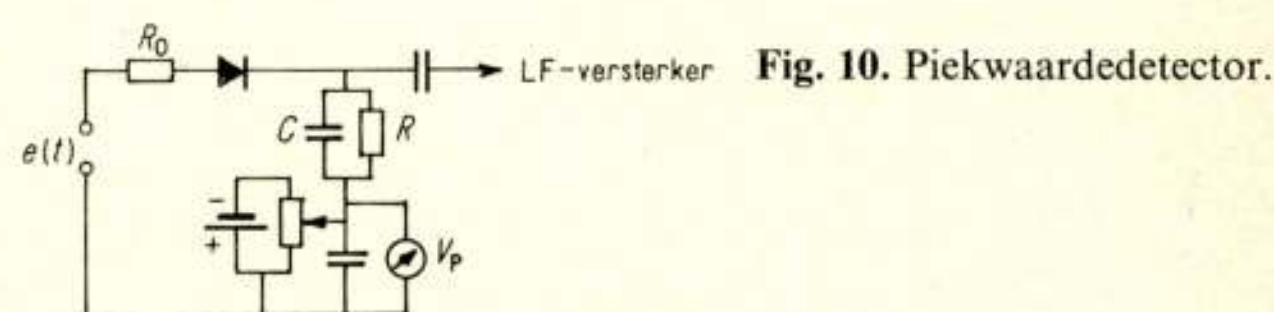 R₀
LF-versterker
Fig. 10. Piekwaardedetector.
C
R
e(t)
−
+
Vₚ